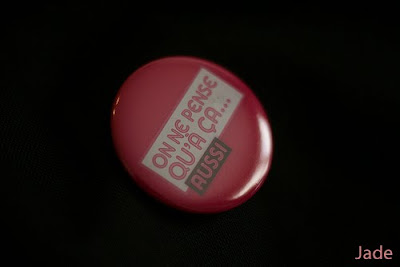 ON NE PENSE
QU'À ÇA...
AUSSI
Jade